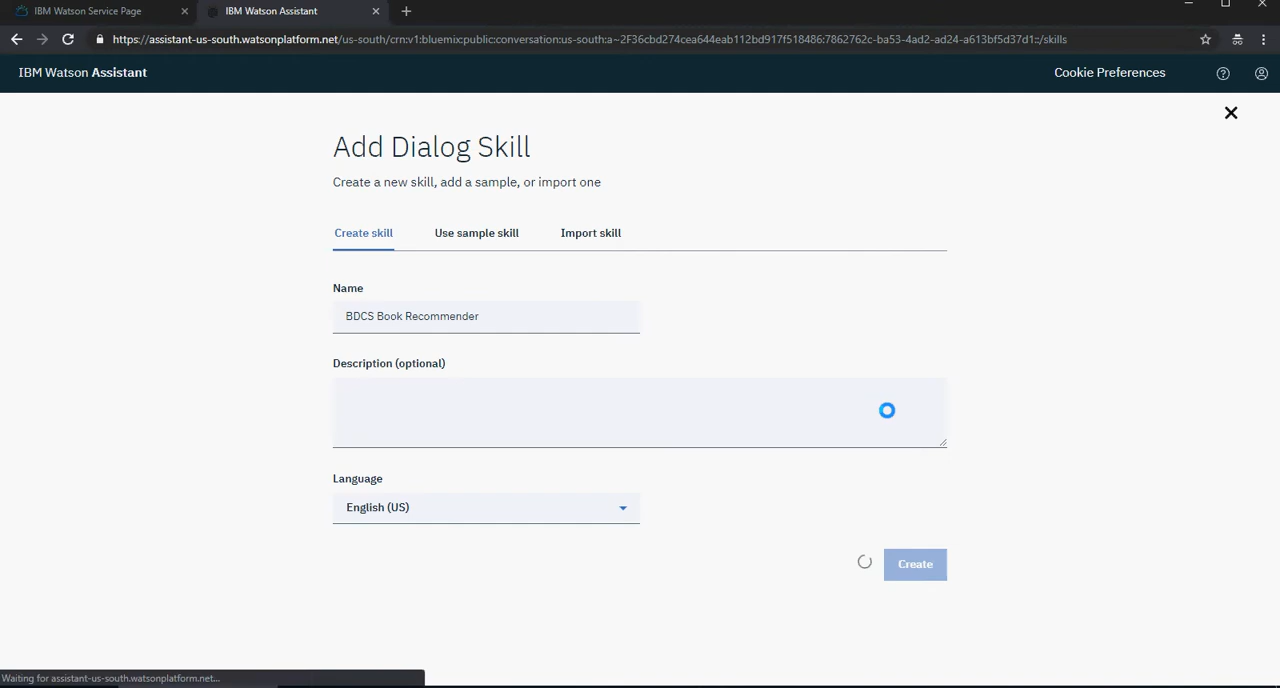 IBM Watson Service Page
IBM Watson Assistant
https://assistant-us-south.watsonplatform.net/us-south/crn:v1:bluemix:public:conversation:us-south:a~2F36cbd274cea644eab112bd917f518486:7862762c-ba53-4ad2-ad24-a613bf5d37d1::/skills
IBM Watson Assistant
Cookie Preferences
Add Dialog Skill
Create a new skill, add a sample, or import one
Create skill
Use sample skill
Import skill
Name
BDCS Book Recommender
Description (optional)
Language
English (US)
Create
Waiting for assistant-us-south.watsonplatform.net...